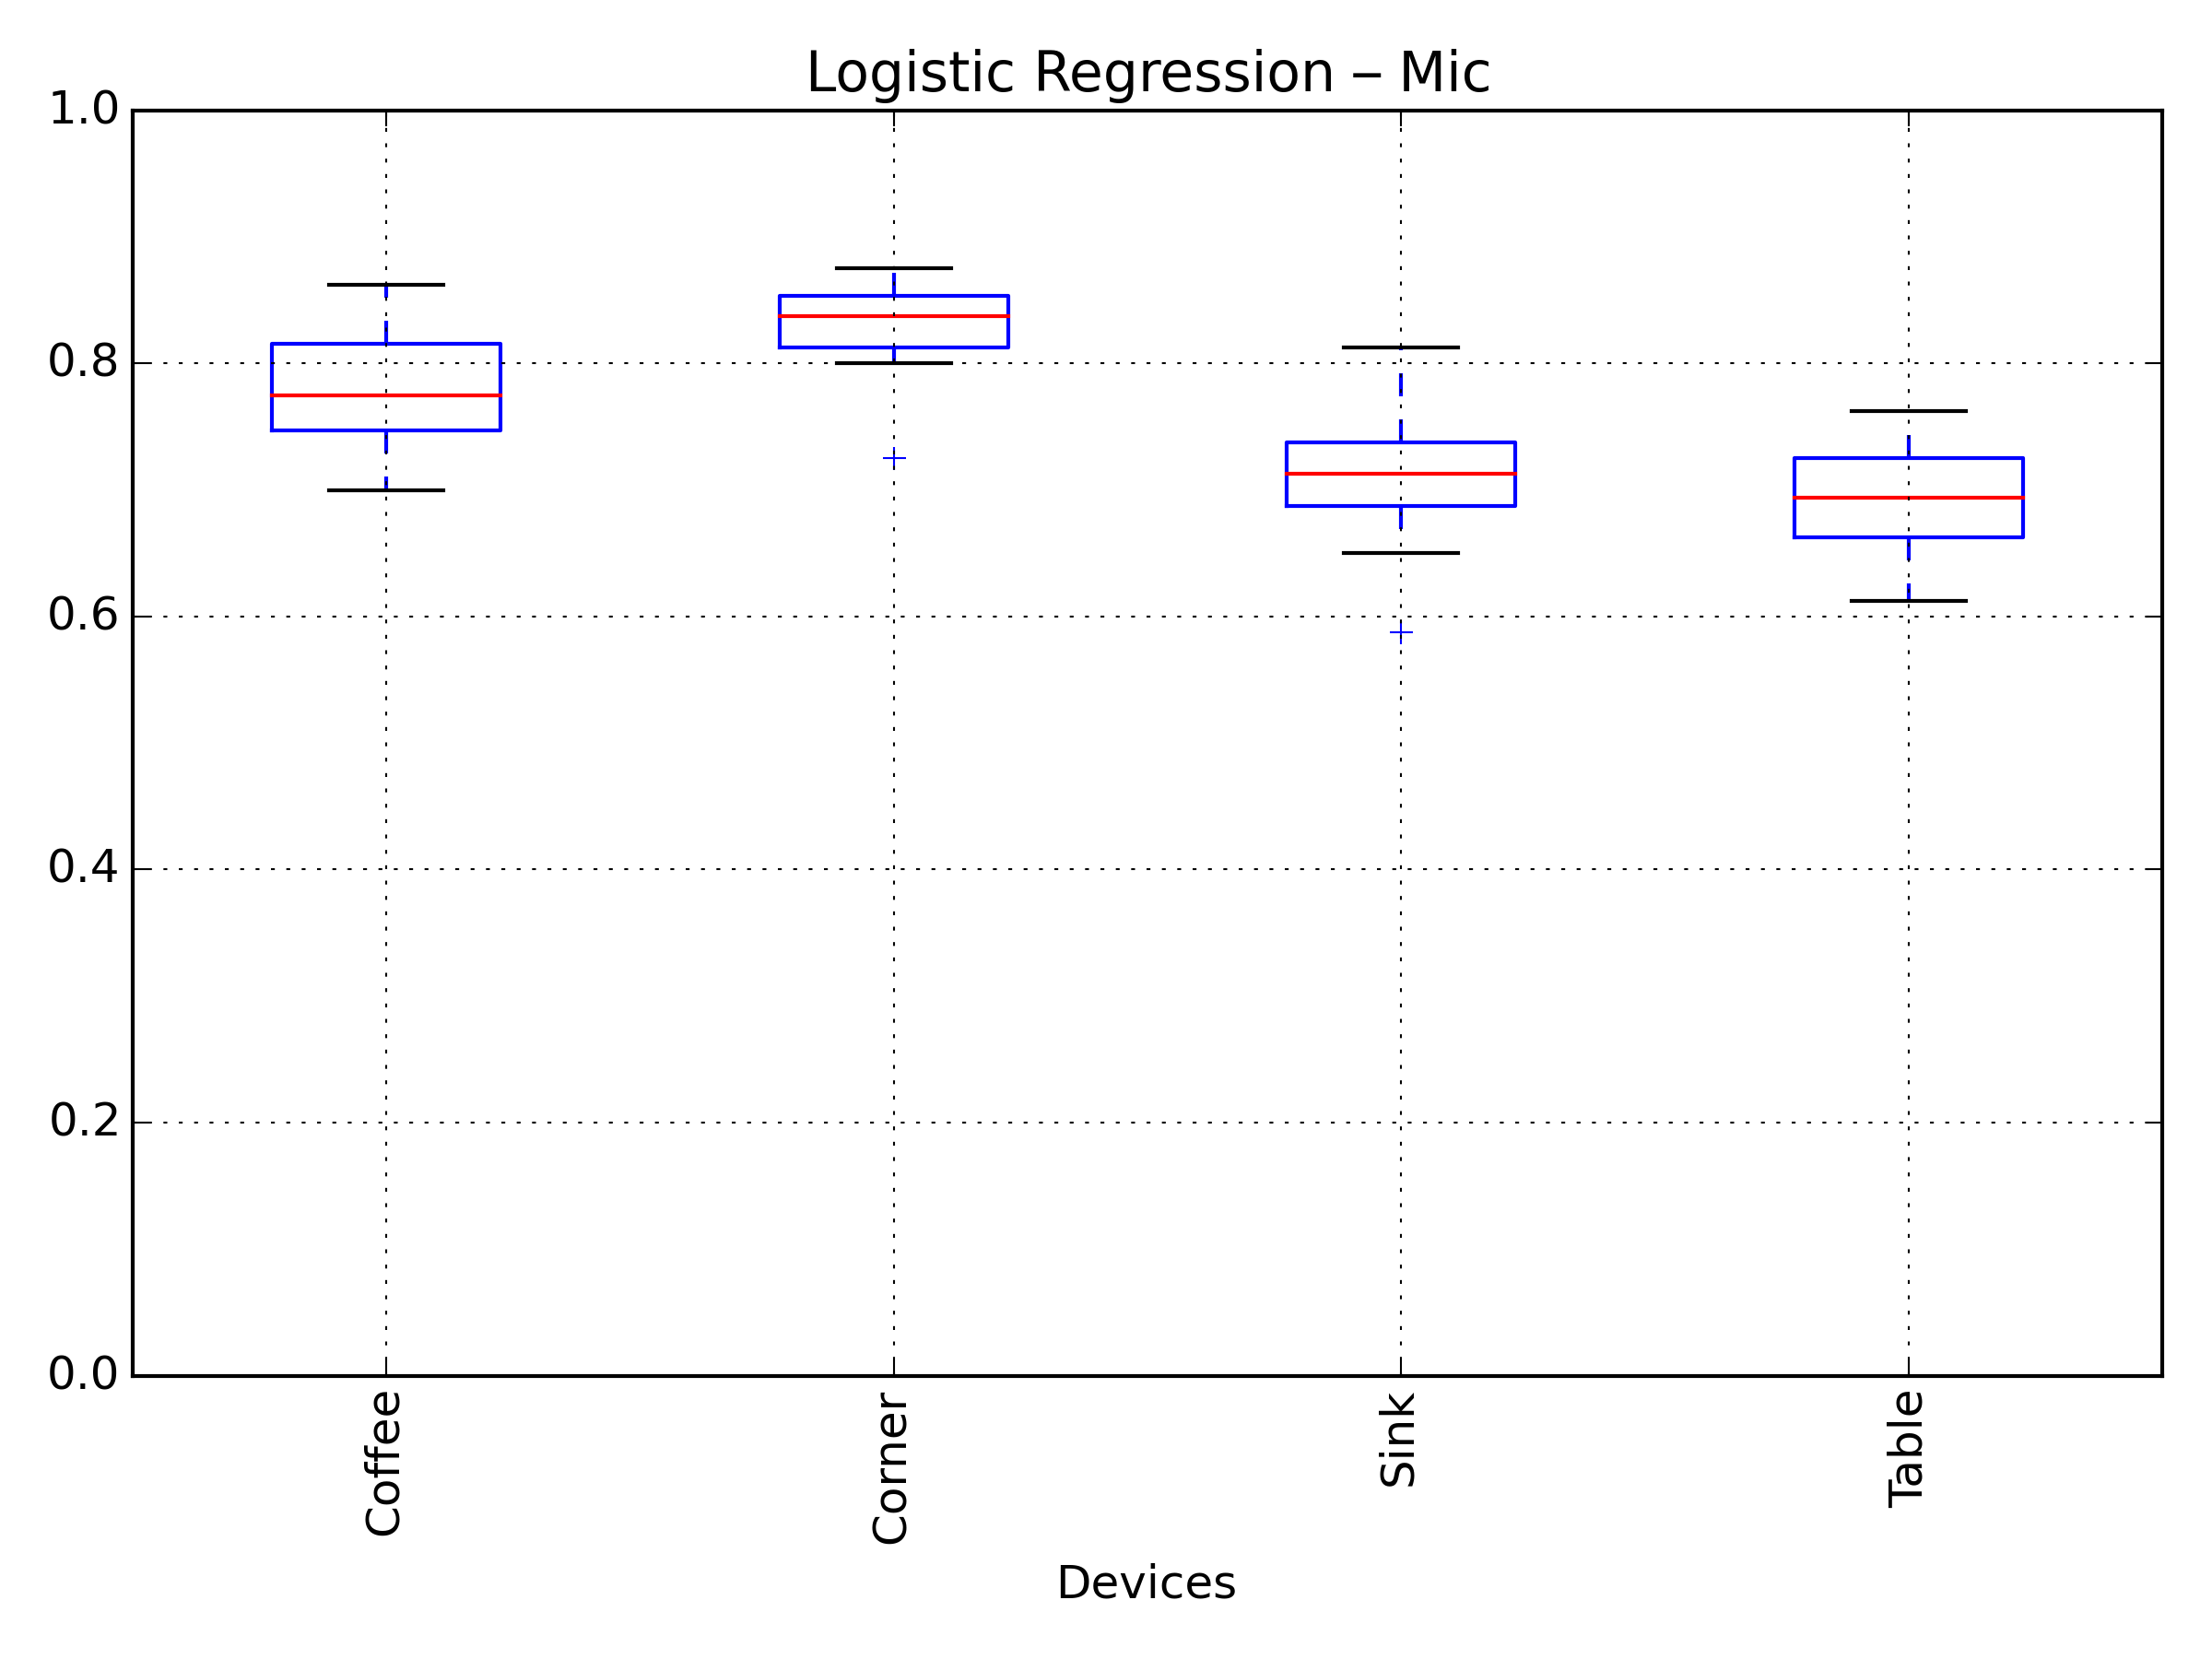 Logistic Regression – Mic
1.0
0.8
0.6
0.4
0.2
0.0
Coffee
Corner
Sink
Table
Devices